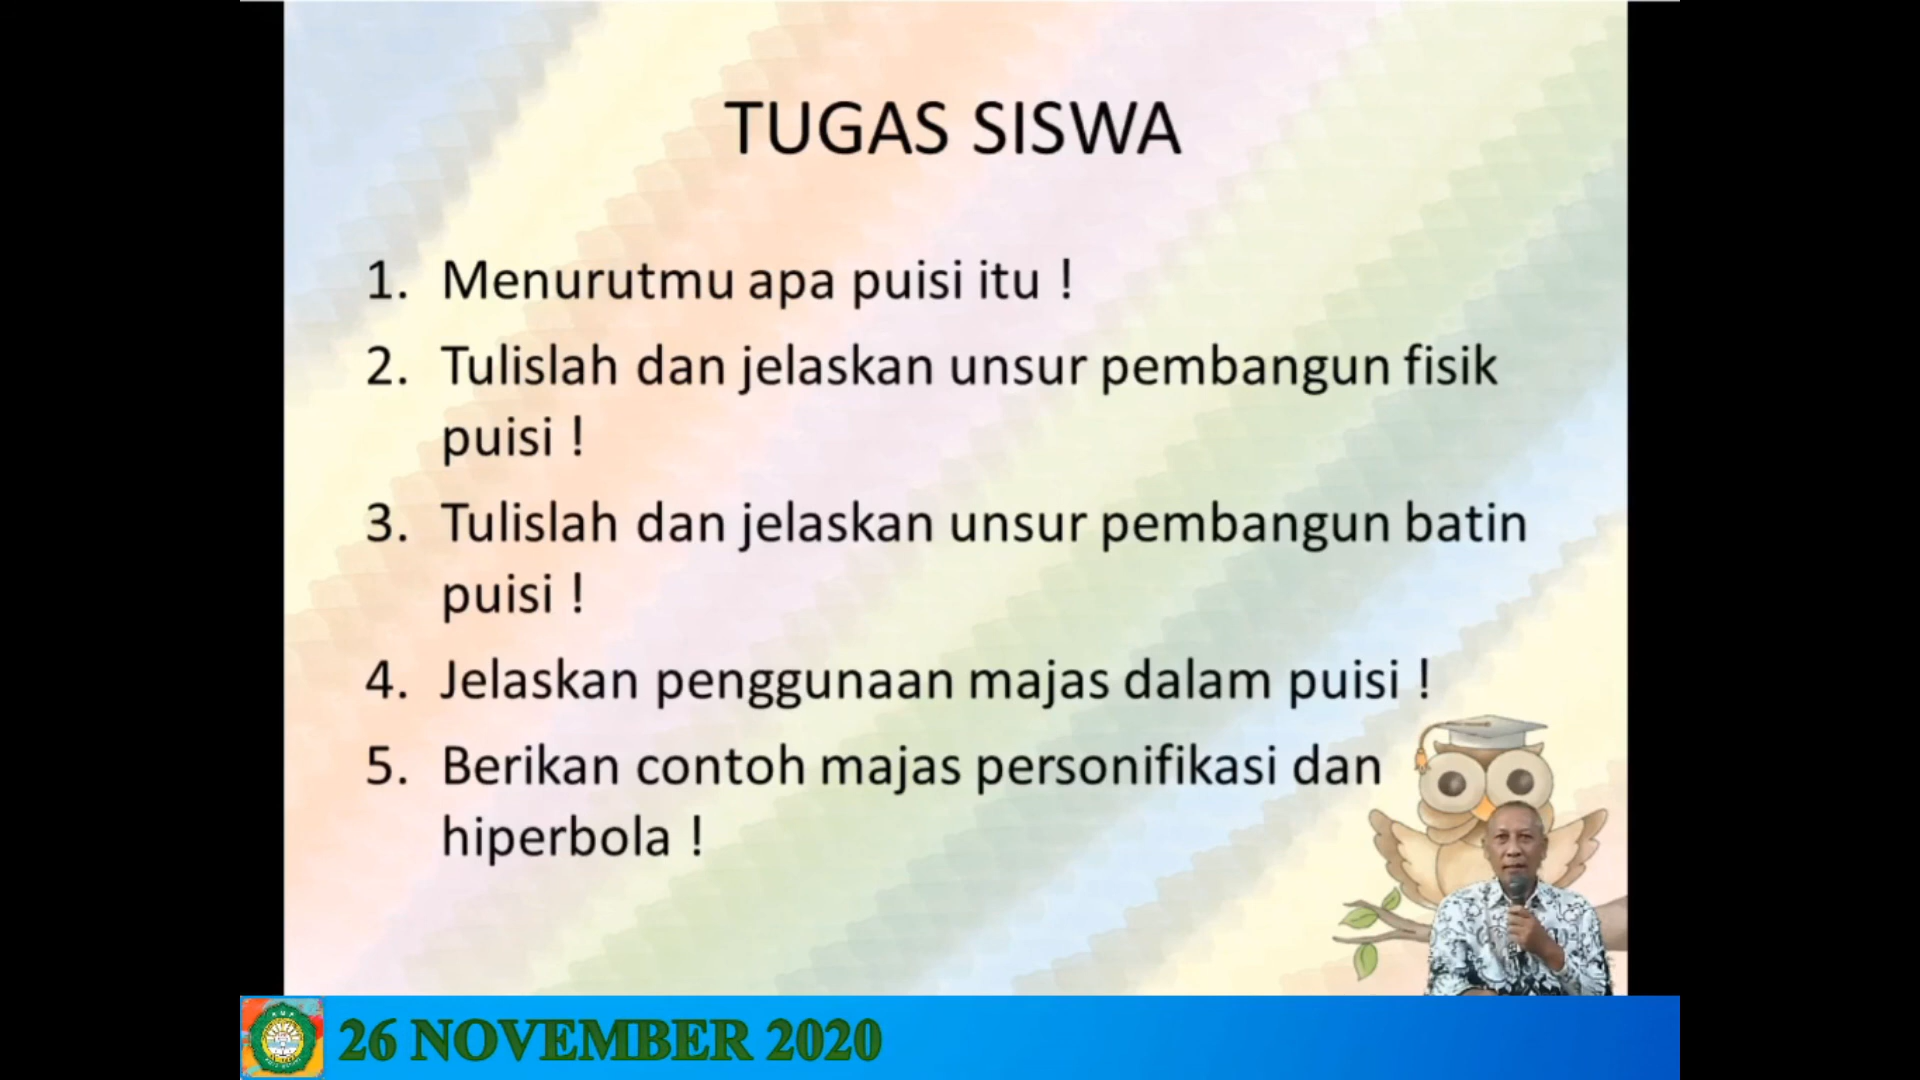 TUGAS SISWA
1. Menurutmu apa puisi itu !
2. Tulislah dan jelaskan unsur pembangun fisik
puisi !
3. Tulislah dan jelaskan unsur pembangun batin
puisi !
4. Jelaskan penggunaan majas dalam puisi !
5. Berikan contoh majas personifikasi dan
hiperbola !
26 NOVEMBER 2020